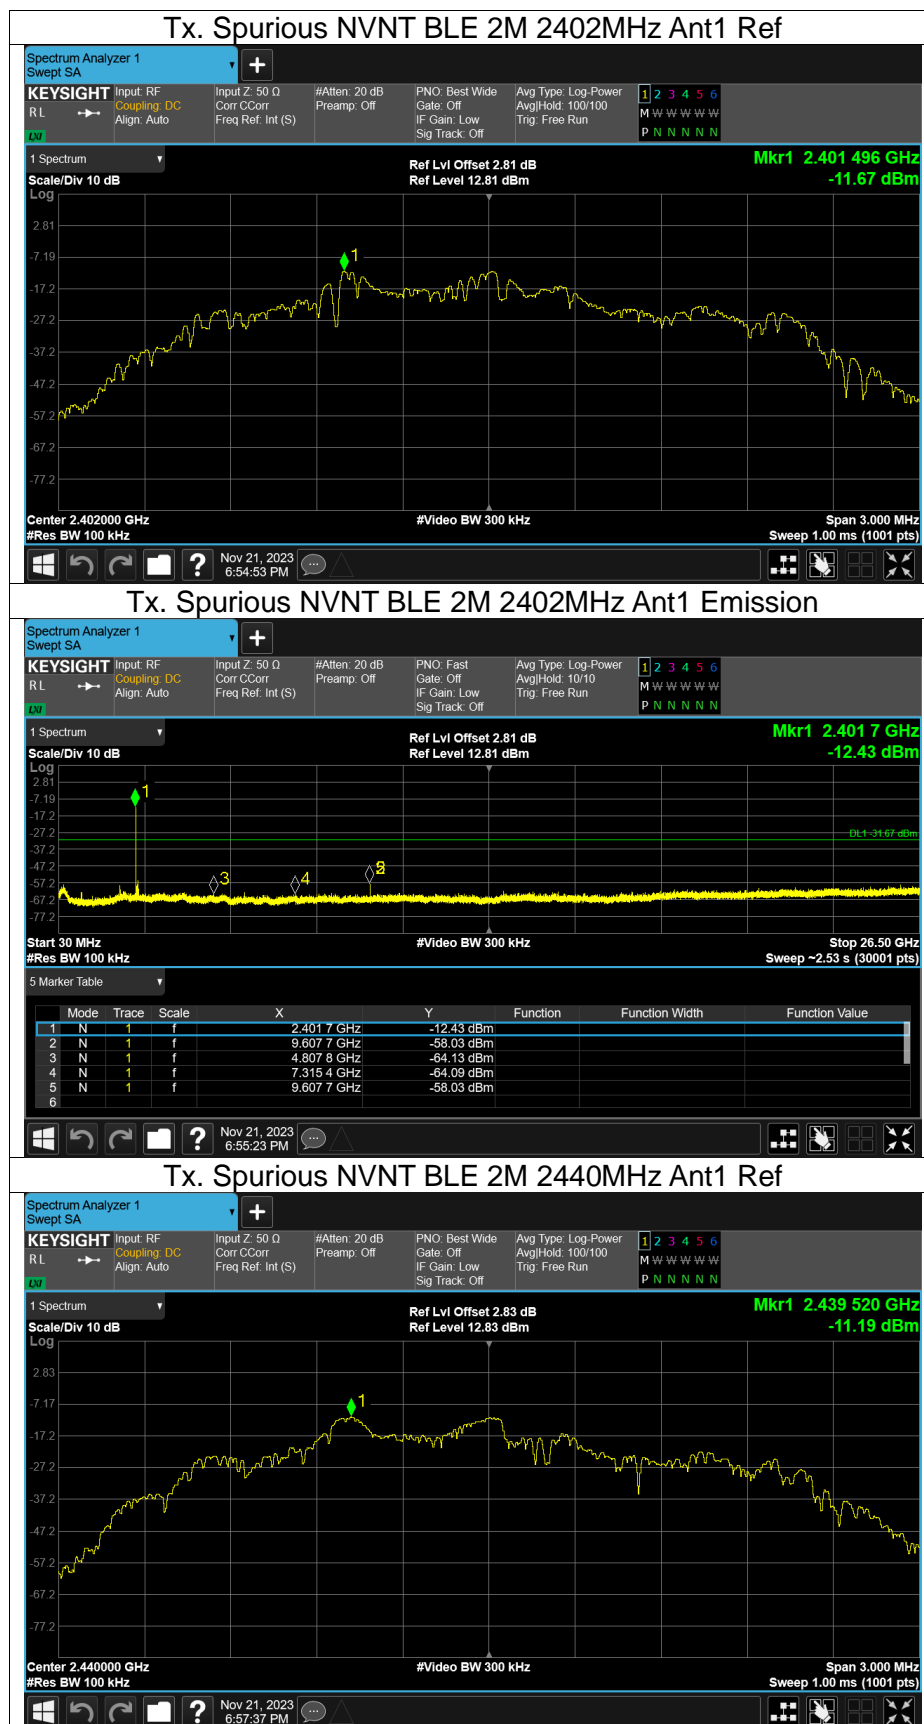 Tx. Spurious NVNT BLE 2M 2402MHz Ant1 Ref
Spectrum Analyzer 1
Swept SA
+
KEYSIGHT
R L
LXI
Input: RF
Coupling: DC
Align: Auto
Input Z: 50 Ω
Corr CCorr
Freq Ref: Int (S)
#Atten: 20 dB
Preamp: Off
PNO: Best Wide
Gate: Off
IF Gain: Low
Sig Track: Off
Avg Type: Log-Power
Avg|Hold: 100/100
Trig: Free Run
1 2 3 4 5 6
M W W W W W
P N N N N N
1 Spectrum
Scale/Div 10 dB
Ref Lvl Offset 2.81 dB
Ref Level 12.81 dBm
Mkr1 2.401 496 GHz
-11.67 dBm
Log
2.81
-7.19
-17.2
-27.2
-37.2
-47.2
-57.2
-67.2
-77.2
1
Center 2.402000 GHz
#Res BW 100 kHz
#Video BW 300 kHz
Span 3.000 MHz
Sweep 1.00 ms (1001 pts)
?
Nov 21, 2023
6:54:53 PM
Tx. Spurious NVNT BLE 2M 2402MHz Ant1 Emission
Spectrum Analyzer 1
Swept SA
+
KEYSIGHT
R L
LXI
Input: RF
Coupling: DC
Align: Auto
Input Z: 50 Ω
Corr CCorr
Freq Ref: Int (S)
#Atten: 20 dB
Preamp: Off
PNO: Fast
Gate: Off
IF Gain: Low
Sig Track: Off
Avg Type: Log-Power
Avg|Hold: 10/10
Trig: Free Run
1 2 3 4 5 6
M W W W W W
P N N N N N
1 Spectrum
Scale/Div 10 dB
Ref Lvl Offset 2.81 dB
Ref Level 12.81 dBm
Mkr1 2.401 7 GHz
-12.43 dBm
Log
2.81
-7.19
-17.2
-27.2
-37.2
-47.2
-57.2
-67.2
-77.2
1
DL1 -31.67 dBm
3
4
Start 30 MHz
#Res BW 100 kHz
#Video BW 300 kHz
Stop 26.50 GHz
Sweep ~2.53 s (30001 pts)
5 Marker Table
Mode Trace Scale X Y Function Function Width Function Value
1 N 1 f 2.401 7 GHz -12.43 dBm
2 N 1 f 9.607 7 GHz -58.03 dBm
3 N 1 f 4.807 8 GHz -64.13 dBm
4 N 1 f 7.315 4 GHz -64.09 dBm
5 N 1 f 9.607 7 GHz -58.03 dBm
6
?
Nov 21, 2023
6:55:23 PM
Tx. Spurious NVNT BLE 2M 2440MHz Ant1 Ref
Spectrum Analyzer 1
Swept SA
+
KEYSIGHT
R L
LXI
Input: RF
Coupling: DC
Align: Auto
Input Z: 50 Ω
Corr CCorr
Freq Ref: Int (S)
#Atten: 20 dB
Preamp: Off
PNO: Best Wide
Gate: Off
IF Gain: Low
Sig Track: Off
Avg Type: Log-Power
Avg|Hold: 100/100
Trig: Free Run
1 2 3 4 5 6
M W W W W W
P N N N N N
1 Spectrum
Scale/Div 10 dB
Ref Lvl Offset 2.83 dB
Ref Level 12.83 dBm
Mkr1 2.439 520 GHz
-11.19 dBm
Log
2.83
-7.17
-17.2
-27.2
-37.2
-47.2
-57.2
-67.2
-77.2
1
Center 2.440000 GHz
#Res BW 100 kHz
#Video BW 300 kHz
Span 3.000 MHz
Sweep 1.00 ms (1001 pts)
?
Nov 21, 2023
6:57:37 PM